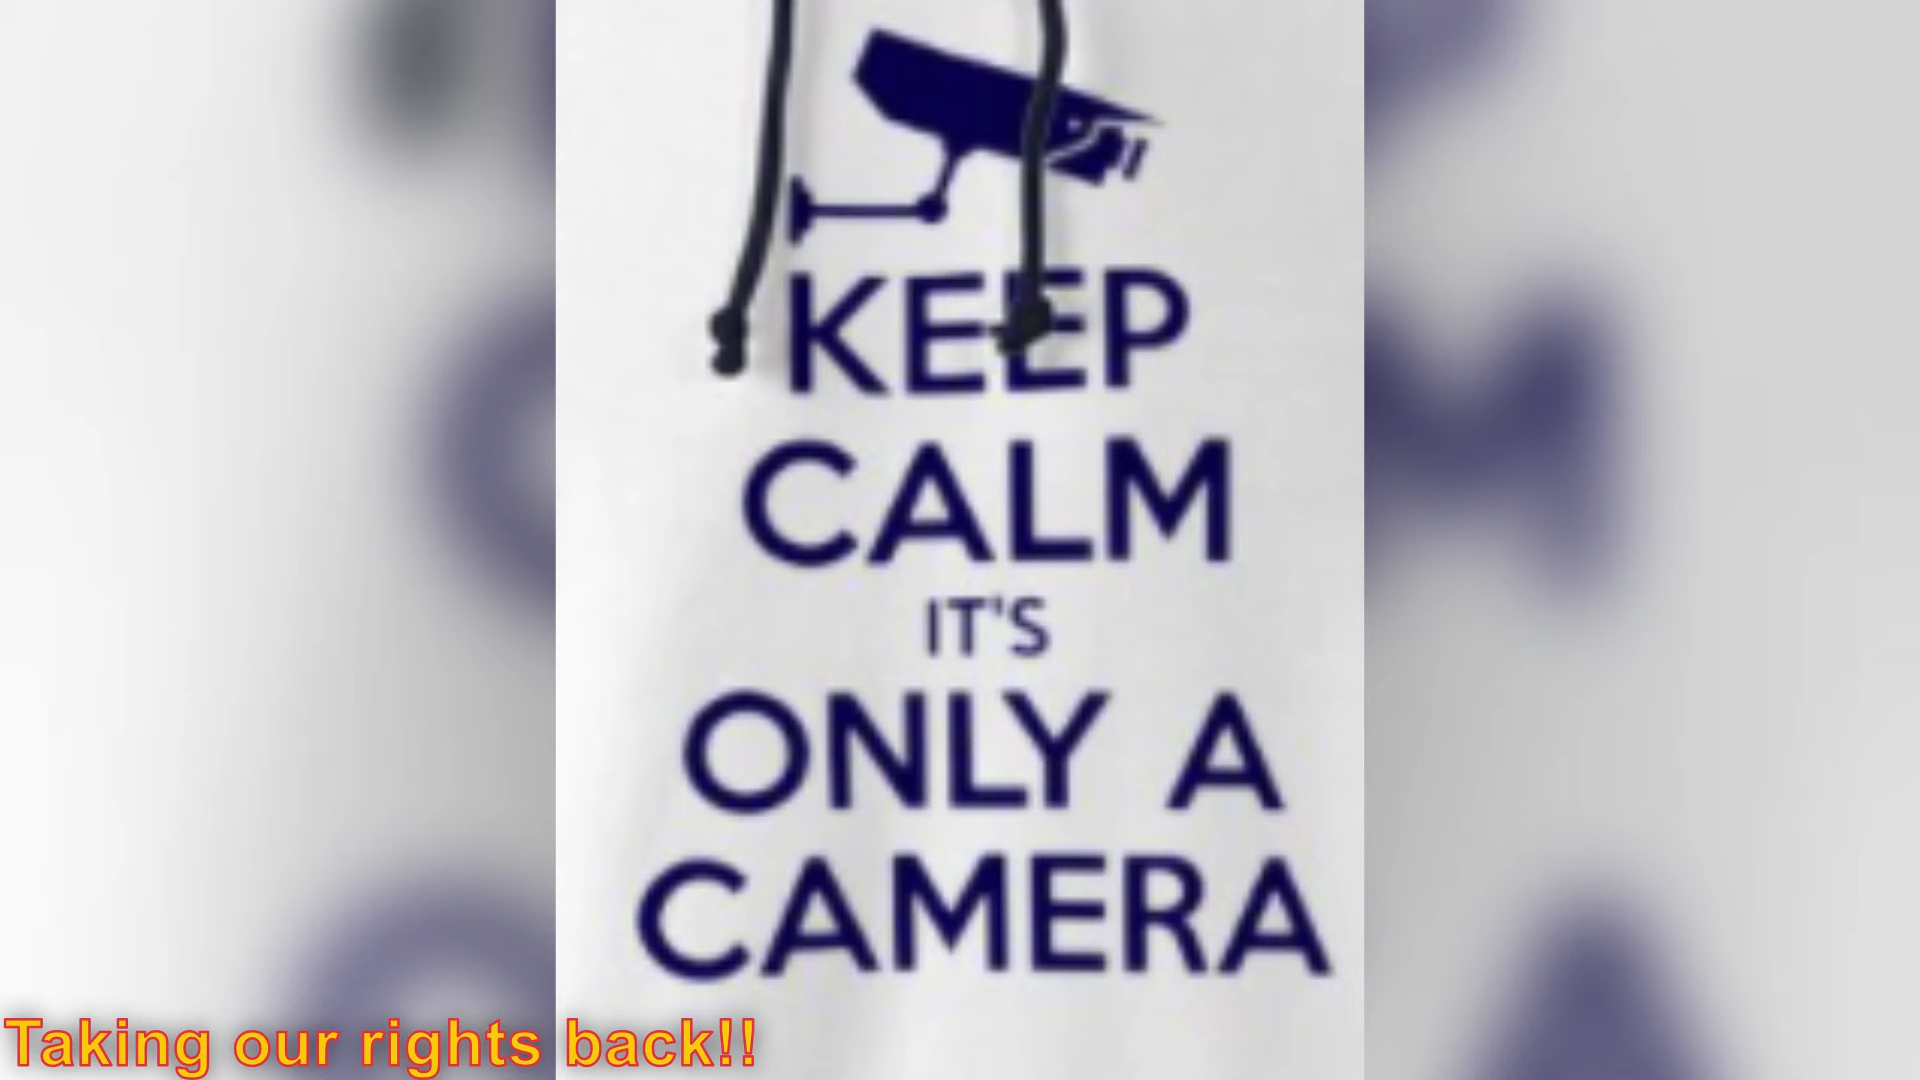 KEEP
CALM
IT'S
ONLY A
CAMERA
Taking our rights back!!